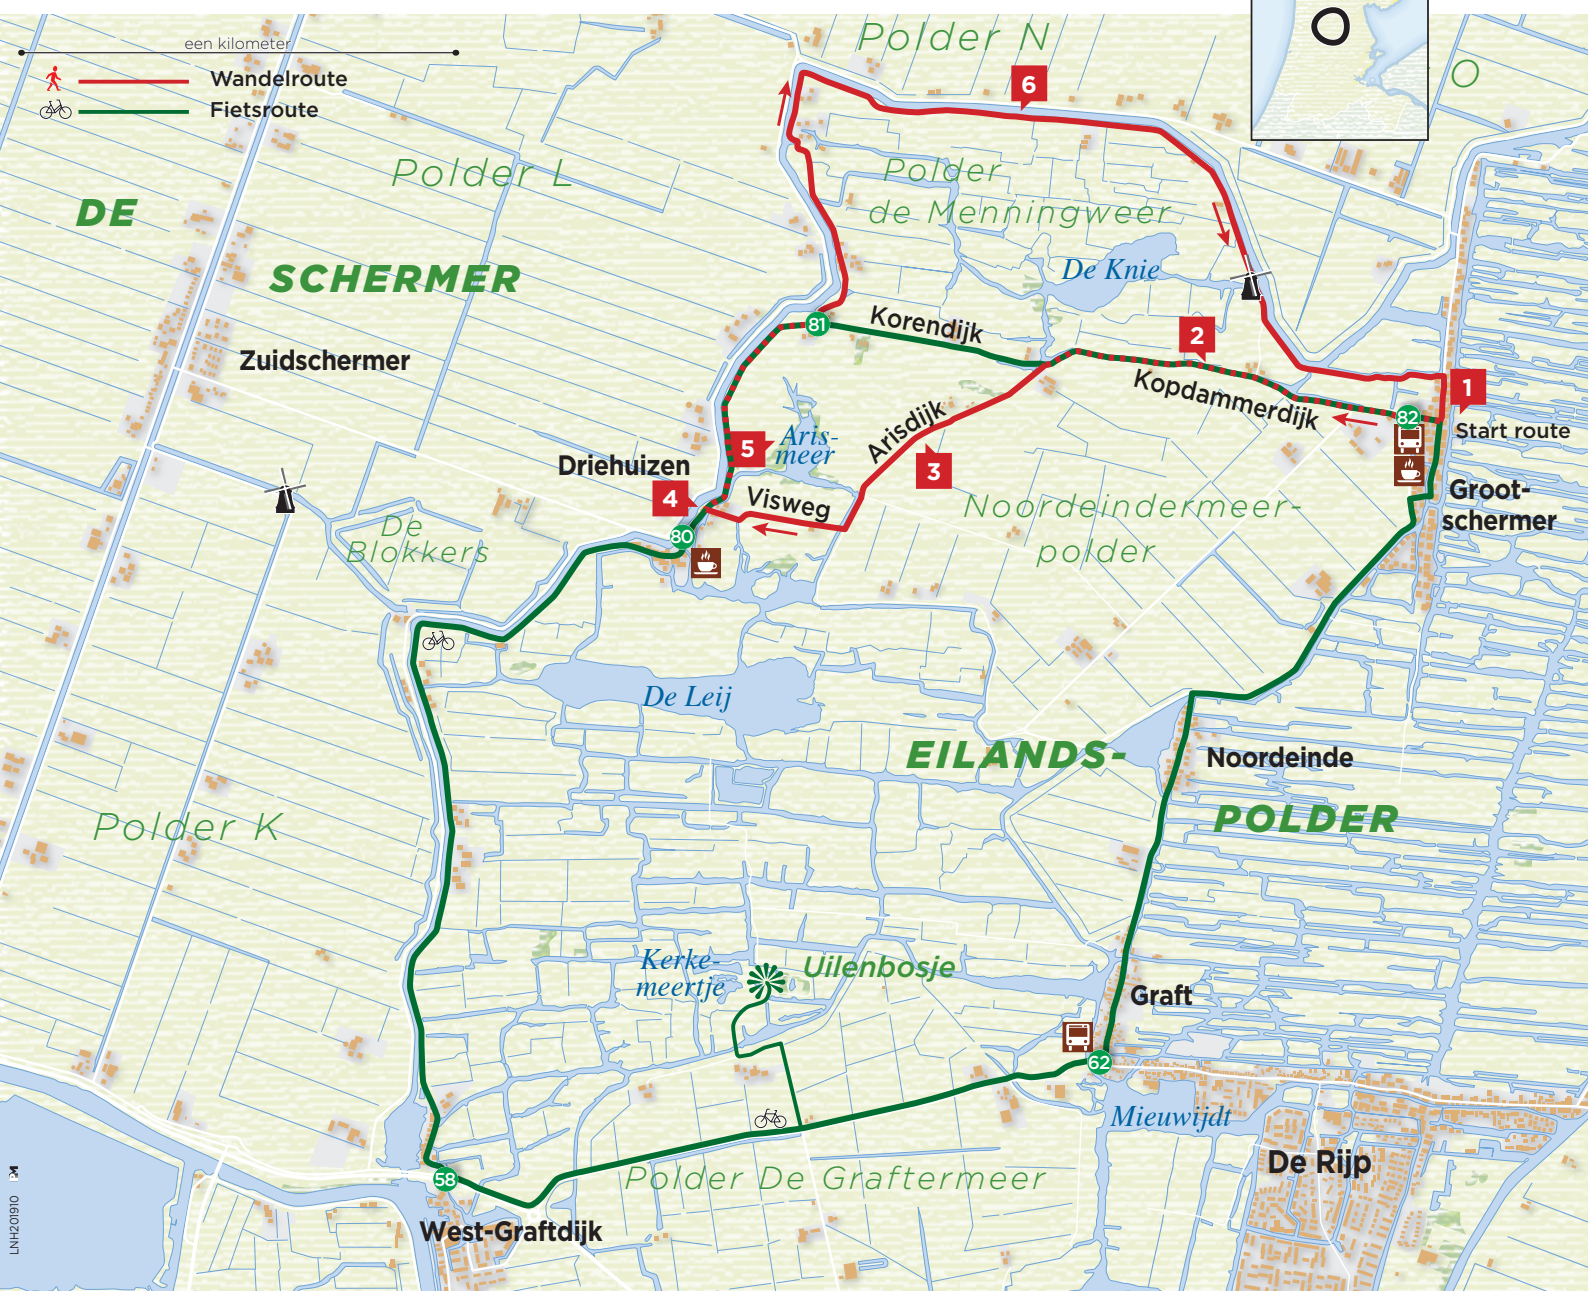 een kilometer
Wandelroute
Fietsroute
Polder N
O
6
Polder L
Polder
de Menningweer
DE
SCHERMER
De Knie
81
Korendijk
2
Zuidschermer
Kopdammerdijk
1
82
Start route
Arisdijk
5
Aris-
meer
Driehuizen
3
4
Visweg
Noordeindermeer-
polder
Groot-
schermer
De
Blokkers
80
De Leij
EILANDS-
Noordeinde
POLDER
Polder K
Kerke-
meertje
Uilenbosje
Graft
62
Mieuwijdt
De Rijp
58
Polder De Graftermeer
West-Graftdijk
LNH201910 PM